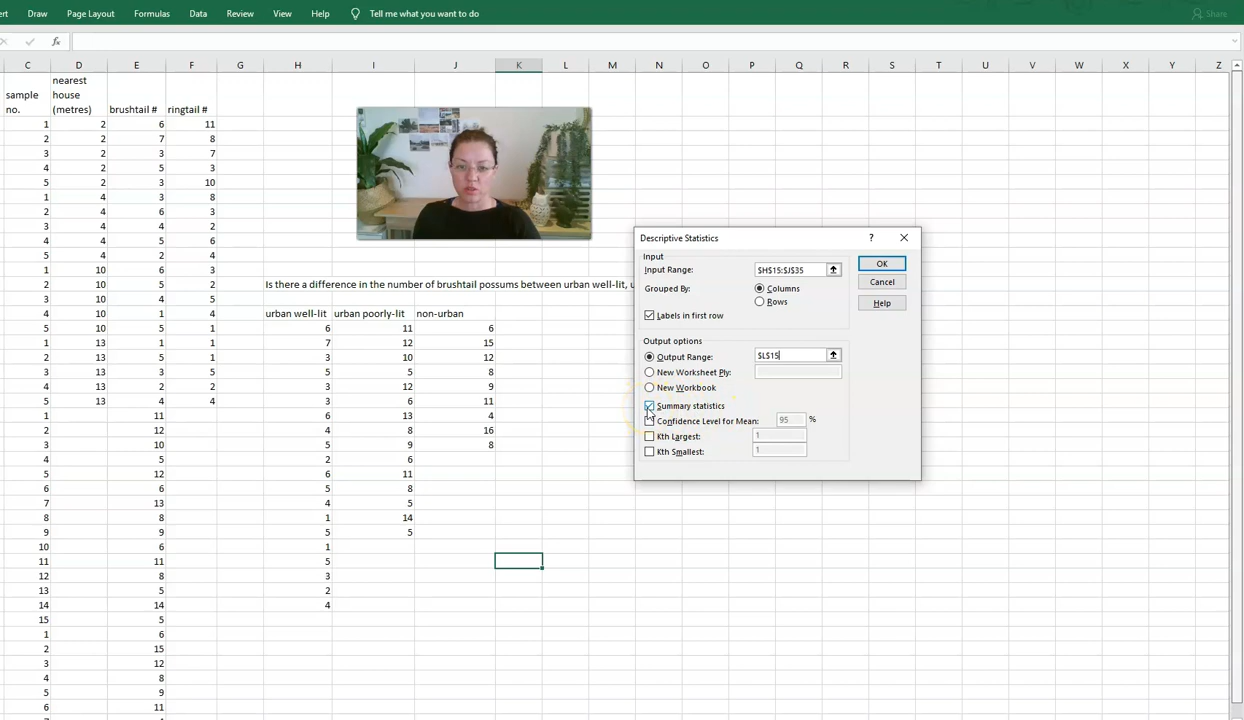 ert Draw Page Layout Formulas Data Review View Help Tell me what you want to do Share
fx
C D E F G H I J K L M N O P Q R S T U V W X Y Z
nearest
sample house
no. (metres) brushtail # ringtail #
1 2 6 11
2 2 7 8
3 2 3 7
4 2 5 3
5 2 3 10
1 4 3 8
2 4 6 3
3 4 4 2
4 4 5 6
5 4 2 4
1 10 6 3
2 10 5 2 Is there a difference in the number of brushtail possums between urban well-lit, u
3 10 4 5
4 10 1 4 urban well-lit urban poorly-lit non-urban
5 10 5 1 6 11 6
1 13 1 1 7 12 15
2 13 5 1 3 10 12
3 13 3 5 5 5 8
4 13 2 2 3 12 9
5 13 4 4 3 6 11
1 11 6 13 4
2 12 4 8 16
3 10 5 9 8
4 5 2 6
5 12 6 11
6 6 5 8
7 13 4 5
8 8 1 14
9 9 5 5
10 6 1
11 11 5
12 8 3
13 5 2
14 14 4
15 5
1 6
2 15
3 12
4 8
5 9
6 11
Descriptive Statistics ?
Input
Input Range: $H$15:$J$35 OK
Grouped By: Columns Cancel
Rows Help
Labels in first row
Output options
Output Range: $L$15
New Worksheet Ply:
New Workbook
Summary statistics
Confidence Level for Mean: 95 %
Kth Largest: 1
Kth Smallest: 1